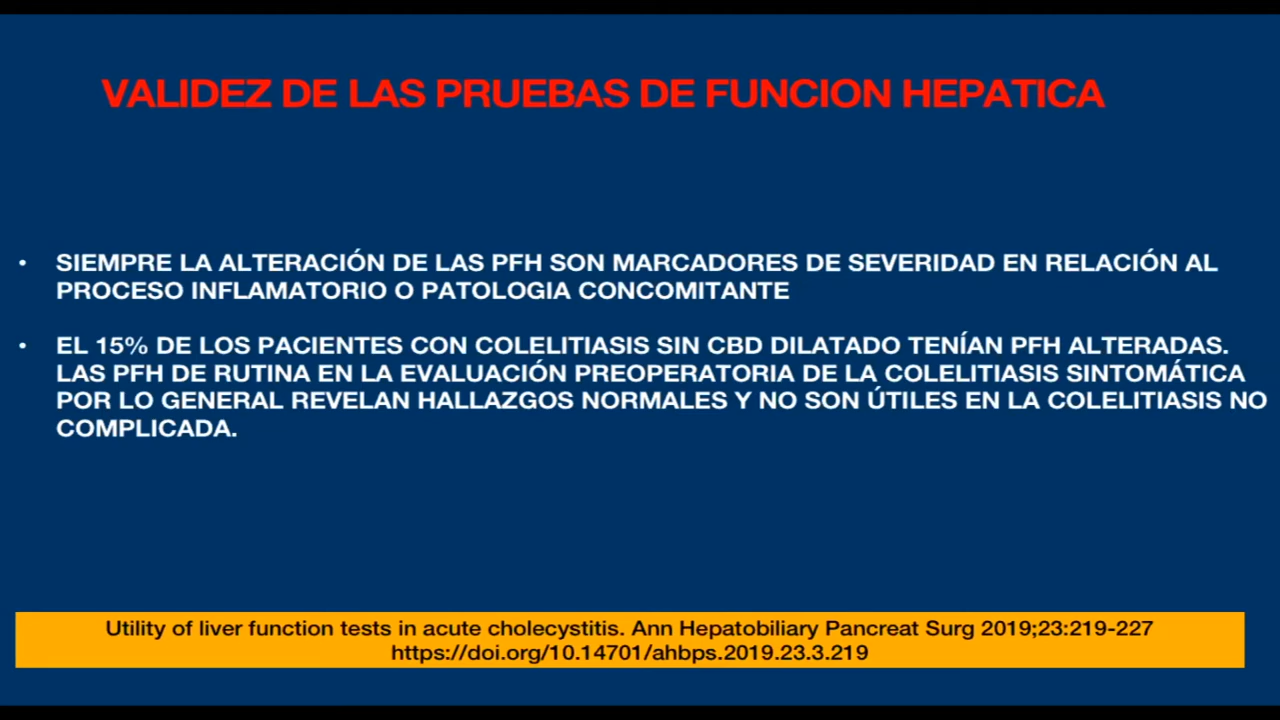 VALIDEZ DE LAS PRUEBAS DE FUNCION HEPATICA
• SIEMPRE LA ALTERACIÓN DE LAS PFH SON MARCADORES DE SEVERIDAD EN RELACIÓN AL
PROCESO INFLAMATORIO O PATOLOGIA CONCOMITANTE
• EL 15% DE LOS PACIENTES CON COLELITIASIS SIN CBD DILATADO TENÍAN PFH ALTERADAS.
LAS PFH DE RUTINA EN LA EVALUACIÓN PREOPERATORIA DE LA COLELITIASIS SINTOMÁTICA
POR LO GENERAL REVELAN HALLAZGOS NORMALES Y NO SON ÚTILES EN LA COLELITIASIS NO
COMPLICADA.
Utility of liver function tests in acute cholecystitis. Ann Hepatobiliary Pancreat Surg 2019;23:219-227
https://doi.org/10.14701/ahbps.2019.23.3.219